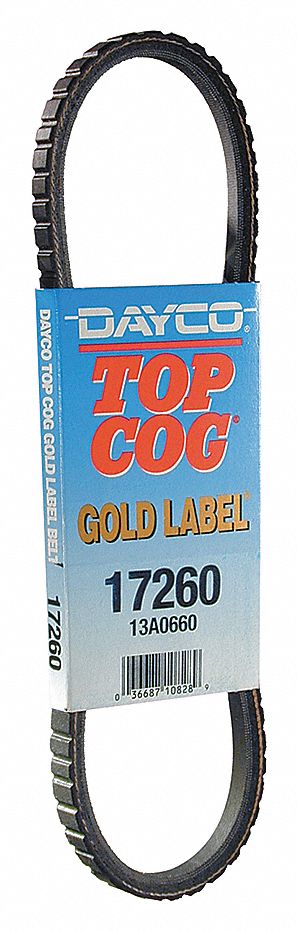 DAYCO®
TOP
COG®
GOLD LABEL®
17260
13A0660
0 36687 10828 9
DAYCO TOP COG GOLD LABEL BELT
17260